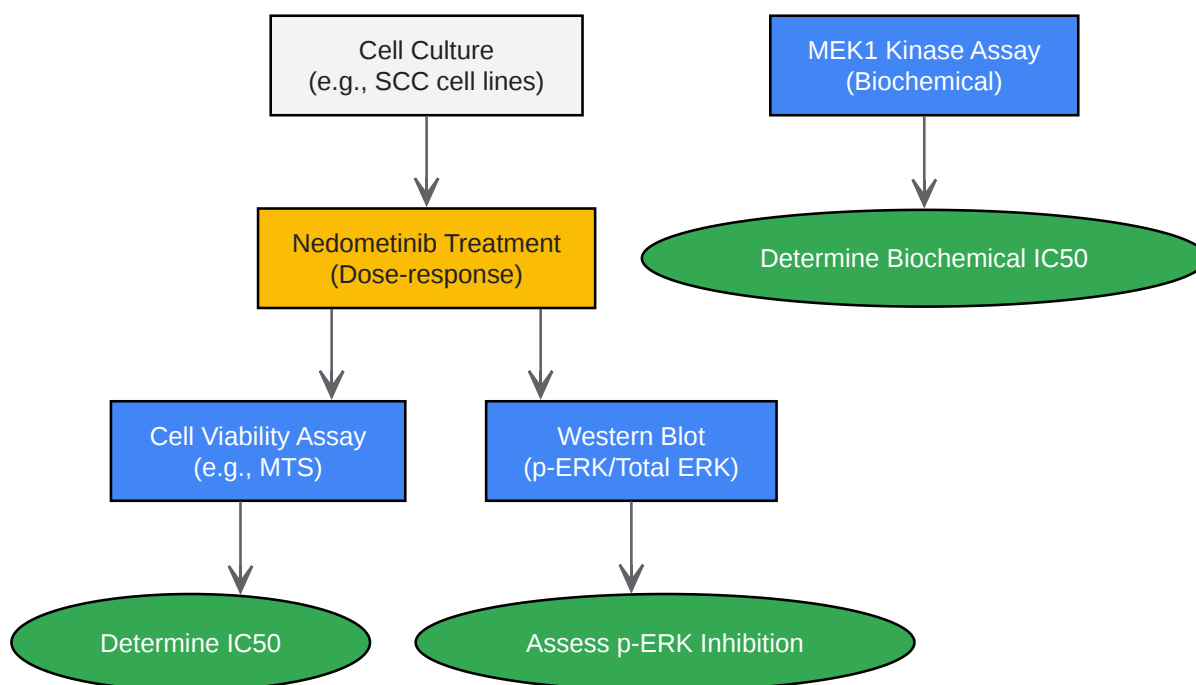 Cell Culture
(e.g., SCC cell lines)
MEK1 Kinase Assay
(Biochemical)
Nedometinib Treatment
(Dose-response)
Determine Biochemical IC50
Cell Viability Assay
(e.g., MTS)
Western Blot
(p-ERK/Total ERK)
Determine IC50
Assess p-ERK Inhibition